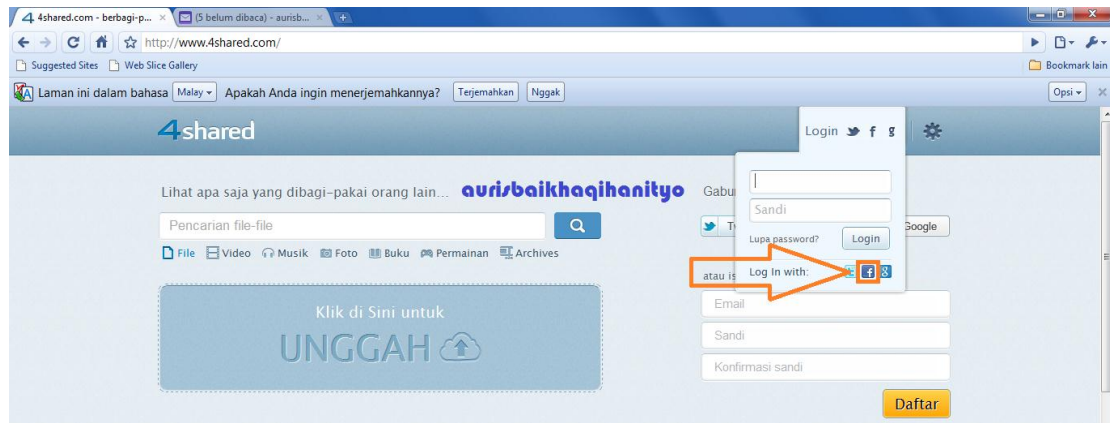 4shared.com - berbagi-p...
(5 belum dibaca) - aurisb...
http://www.4shared.com/
Suggested Sites Web Slice Gallery Bookmark lain
Laman ini dalam bahasa Malay Apakah Anda ingin menerjemahkannya? Terjemahkan Nggak Opsi
4shared
Login
Lihat apa saja yang dibagi-pakai orang lain... aurisbaikhaqihanityo
Pencarian file-file
File Video Musik Foto Buku Permainan Archives
Klik di Sini untuk
UNGGAH
Sandi
Lupa password? Login
Log In with:
Google
atau
Email
Sandi
Konfirmasi sandi
Daftar